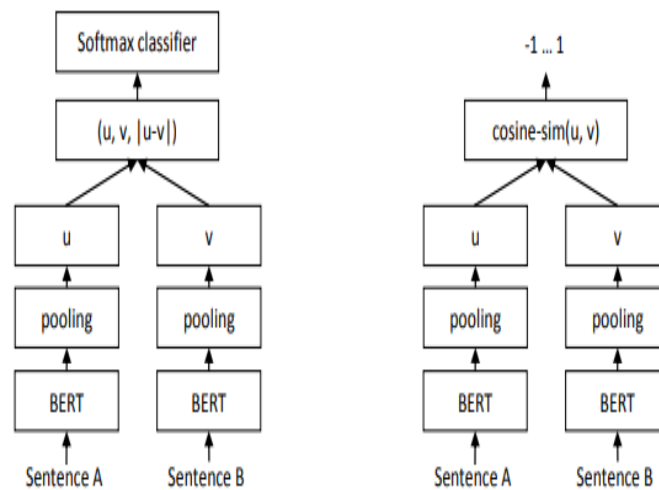 Softmax classifier
(u, v, |u-v|)
u
v
pooling
pooling
BERT
BERT
Sentence A
Sentence B
-1 ... 1
cosine-sim(u, v)
u
v
pooling
pooling
BERT
BERT
Sentence A
Sentence B